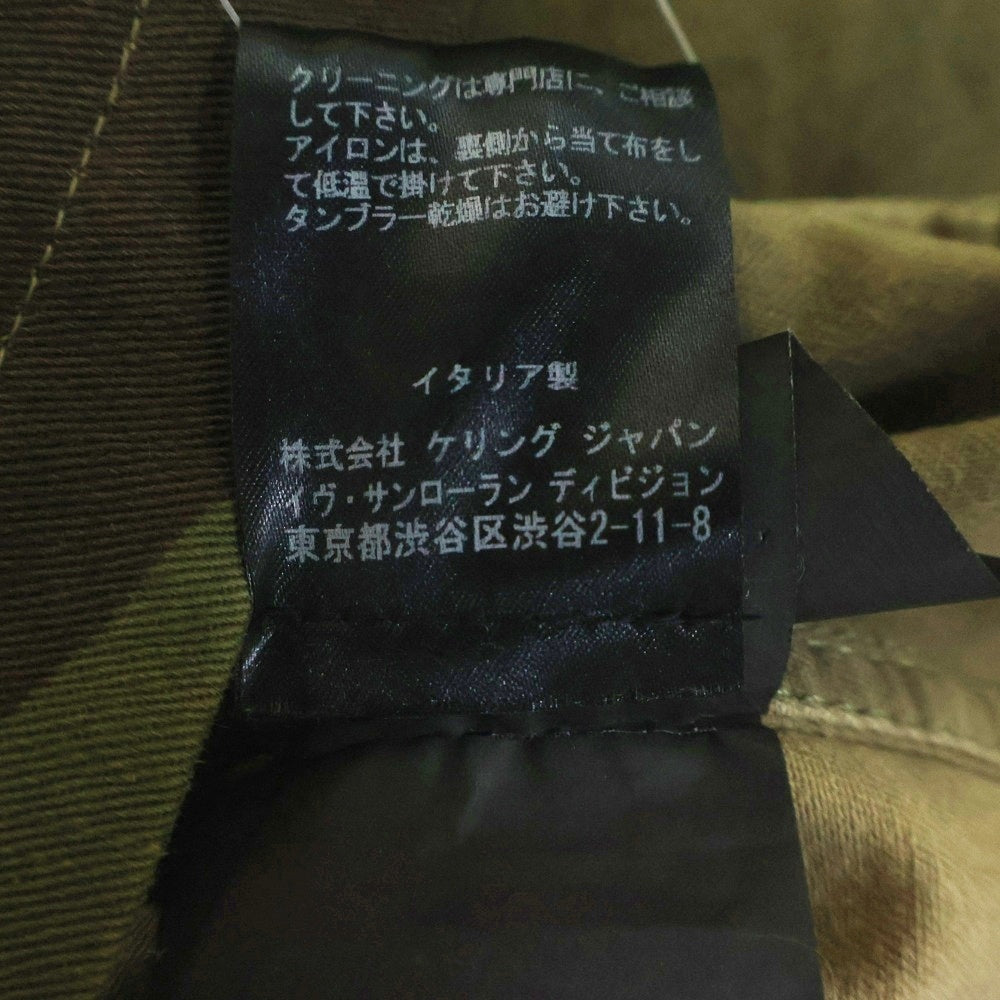 クリーニングは専門店に、ご相談
して下さい。
アイロンは、裏側から当て布をし
て低温で掛けて下さい。
タンブラー乾燥はお避け下さい。
イタリア製
株式会社 ケリング ジャパン
イヴ・サンローラン ディビジョン
東京都渋谷区渋谷2-11-8